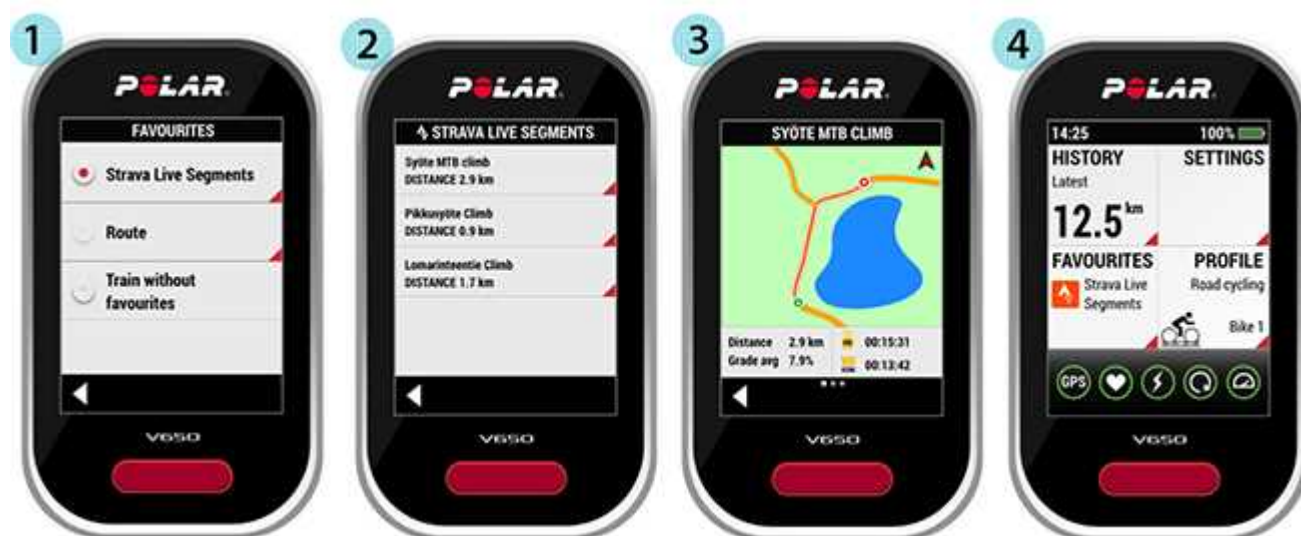 1
POLAR
FAVOURITES
Strava Live Segments
Route
Train without
favourites
V650
2
POLAR
STRAVA LIVE SEGMENTS
Syöte MTB climb
DISTANCE 2.9 km
Pikkusyöte Climb
DISTANCE 0.9 km
Lomarinteentie Climb
DISTANCE 1.7 km
V650
3
POLAR
SYÖTE MTB CLIMB
Distance 2.9 km
00:15:31
Grade avg 7.9%
00:13:42
V650
4
POLAR
14:25 100%
HISTORY
Latest
12.5 km
SETTINGS
FAVOURITES
Strava Live
Segments
PROFILE
Road cycling
Bike 1
GPS
V650